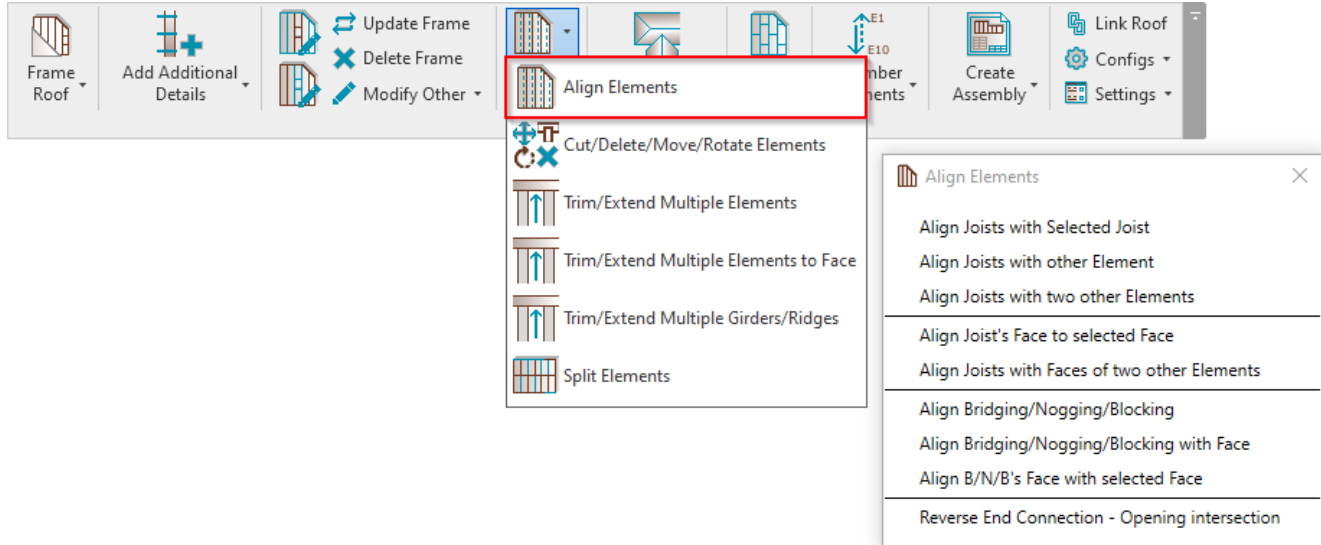 Frame
Roof
Add Additional
Details
Update Frame
Delete Frame
Modify Other
E1
E10
Create
Assembly
Link Roof
Configs
Settings
Align Elements
Cut/Delete/Move/Rotate Elements
Trim/Extend Multiple Elements
Trim/Extend Multiple Elements to Face
Trim/Extend Multiple Girders/Ridges
Split Elements
Align Elements
Align Joists with Selected Joist
Align Joists with other Element
Align Joists with two other Elements
Align Joist's Face to selected Face
Align Joists with Faces of two other Elements
Align Bridging/Nogging/Blocking
Align Bridging/Nogging/Blocking with Face
Align B/N/B's Face with selected Face
Reverse End Connection - Opening intersection